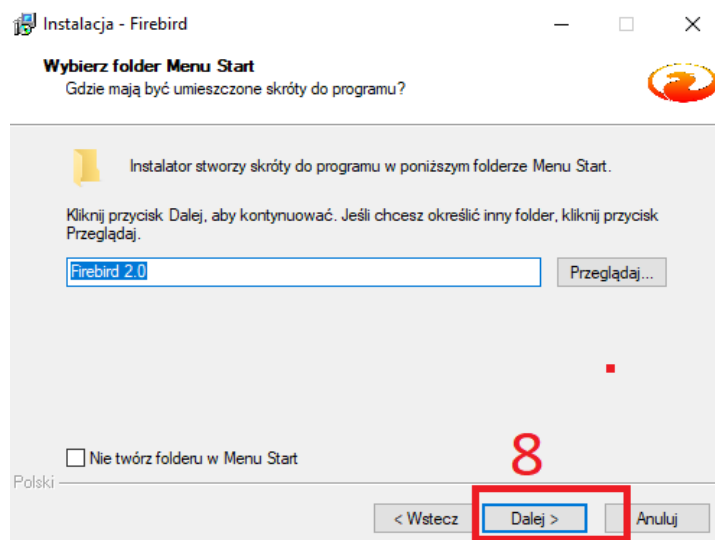 Instalacja - Firebird
Wybierz folder Menu Start
Gdzie mają być umieszczone skróty do programu?
Instalator stworzy skróty do programu w poniższym folderze Menu Start.
Kliknij przycisk Dalej, aby kontynuować. Jeśli chcesz określić inny folder, kliknij przycisk
Przeglądaj.
Firebird 2.0
Przeglądaj...
Nie twórz folderu w Menu Start
8
Polski
< Wstecz
Dalej >
Anuluj